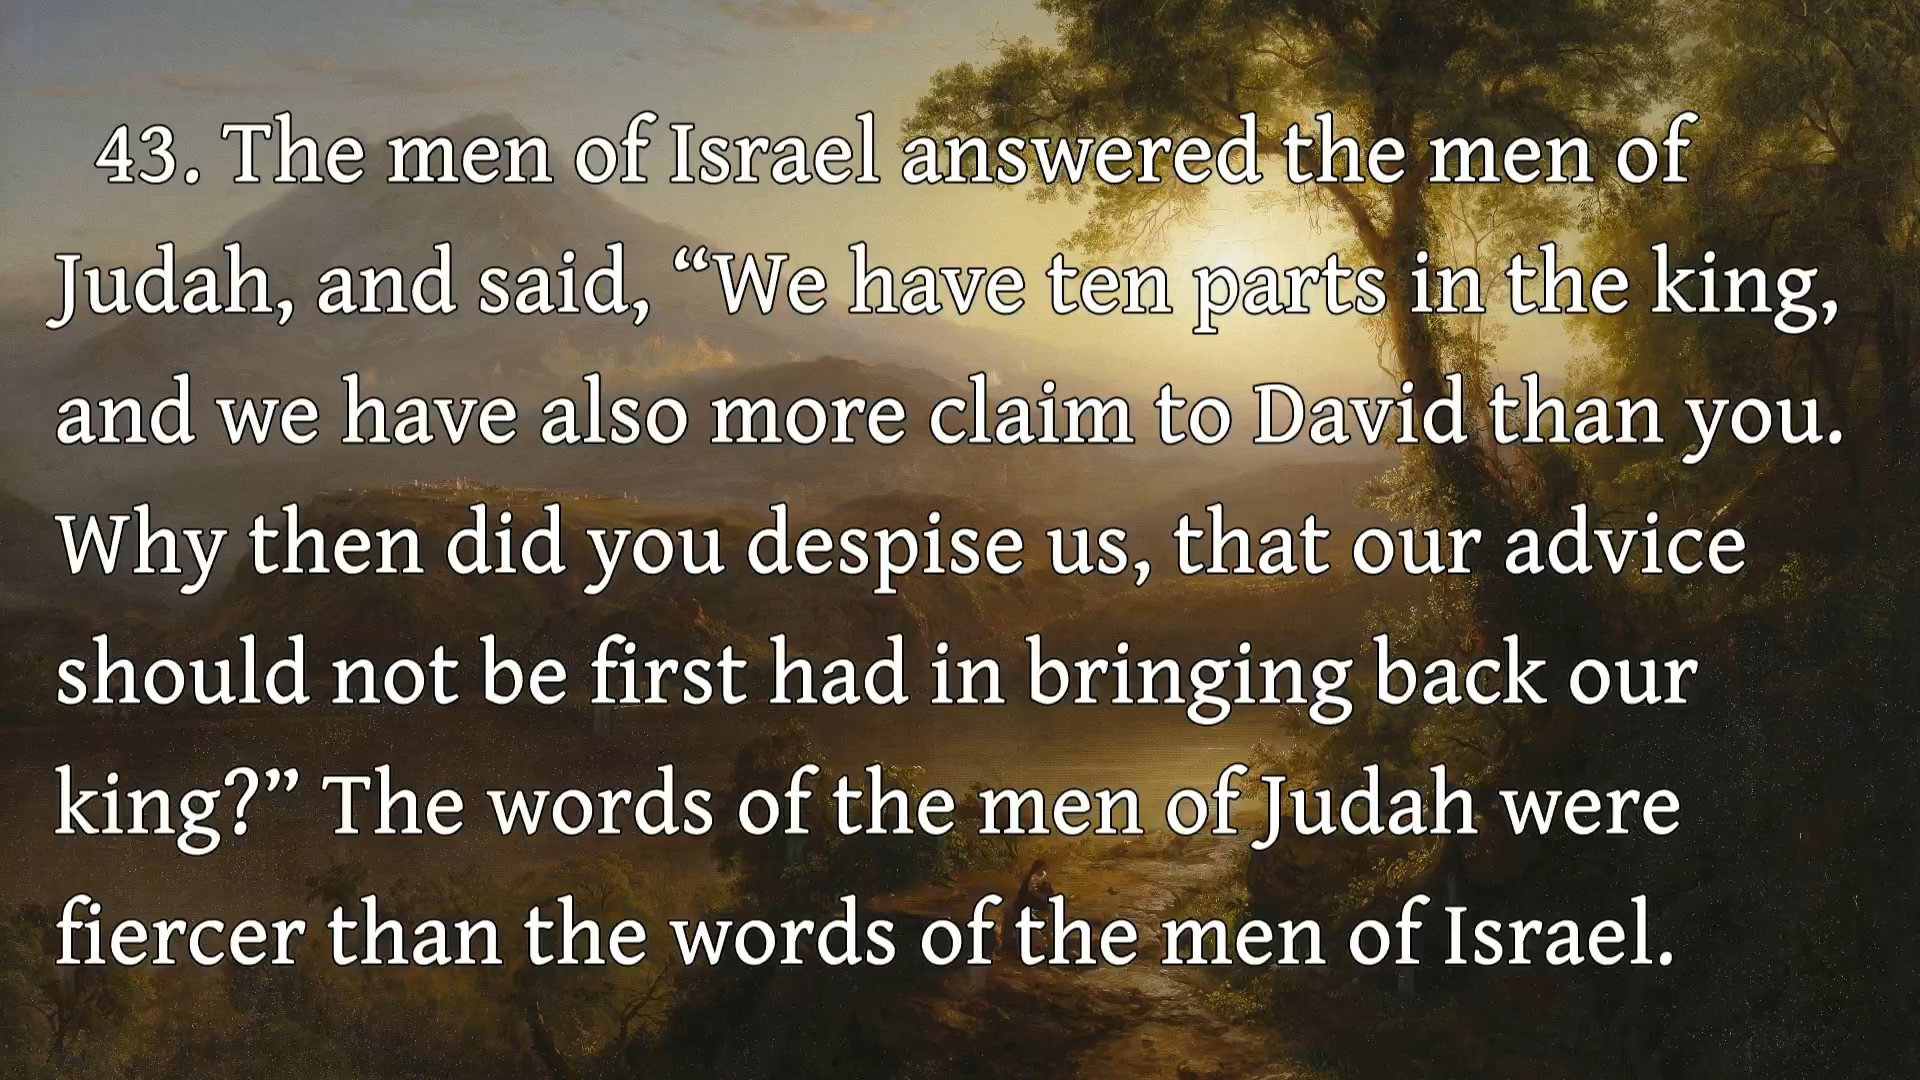 43. The men of Israel answered the men of
Judah, and said, “We have ten parts in the king,
and we have also more claim to David than you.
Why then did you despise us, that our advice
should not be first had in bringing back our
king?” The words of the men of Judah were
fiercer than the words of the men of Israel.